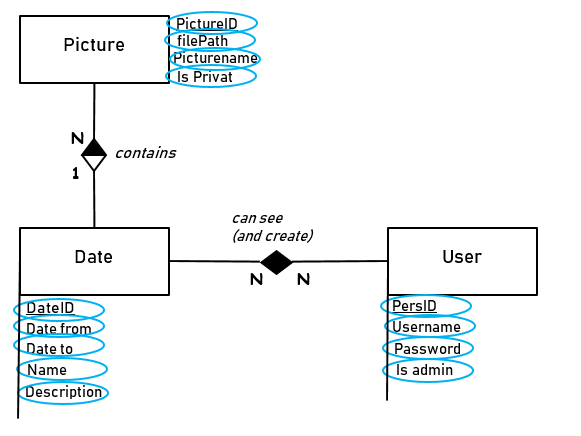 Picture
PictureID
filePath
Picturename
Is Privat
N
contains
1
can see
(and create)
Date
User
N
N
DateID
Date from
Date to
Name
Description
PersID
Username
Password
Is admin